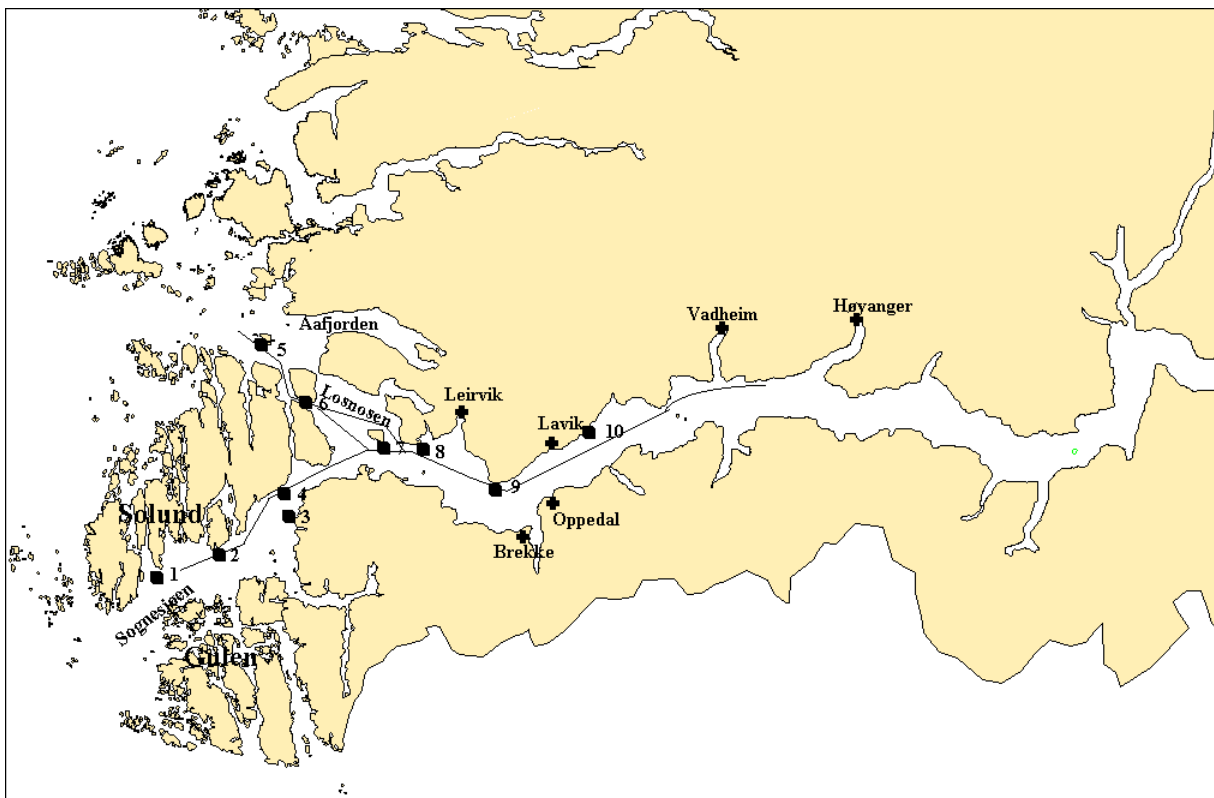 Høyanger
Vadheim
Aafjorden
5
Losnosen
6
Leirvik
Lavik
10
7
8
9
4
Solund
3
Oppedal
2
Brekke
1
Sognesjøen
Gulen